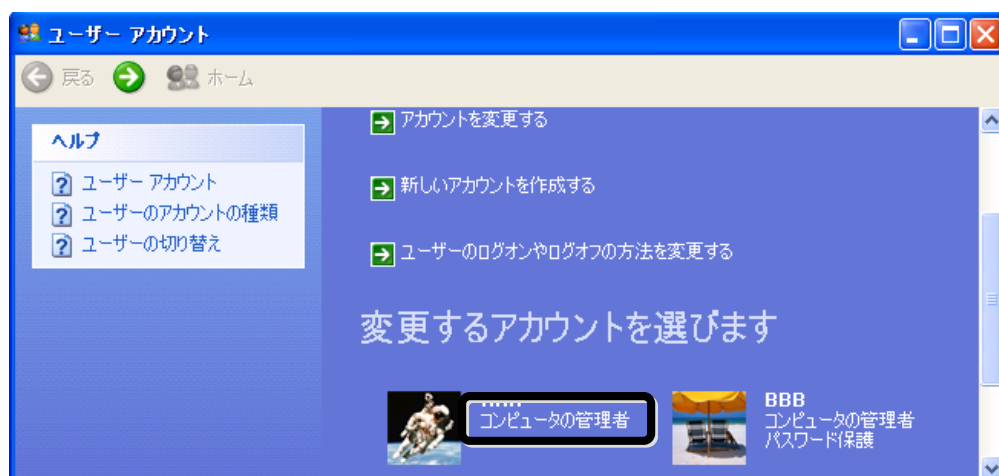 ユーザー アカウント
戻る ホーム
ヘルプ
ユーザー アカウント
ユーザーのアカウントの種類
ユーザーの切り替え
アカウントを変更する
新しいアカウントを作成する
ユーザーのログオンやログオフの方法を変更する
変更するアカウントを選びます
コンピュータの管理者
BBB
コンピュータの管理者
パスワード保護